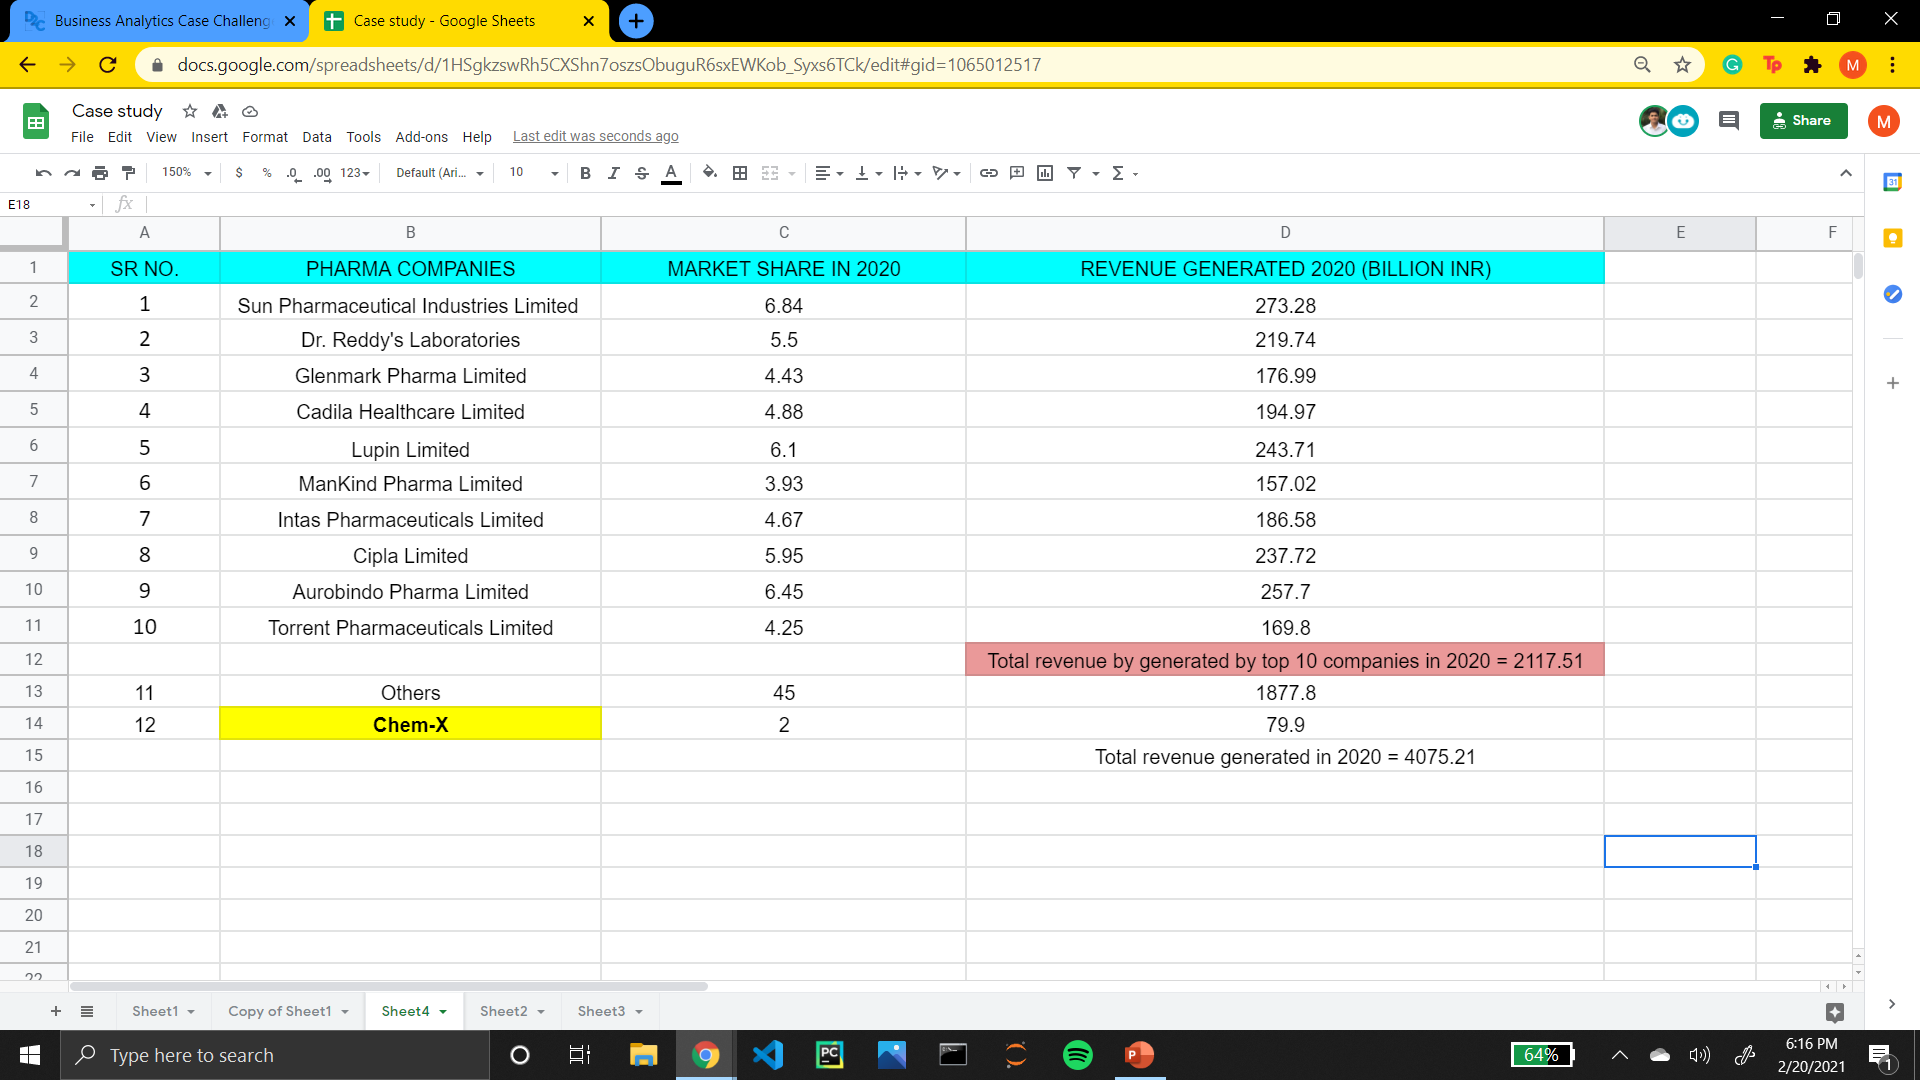 Business Analytics Case Challeng
Case study - Google Sheets
docs.google.com/spreadsheets/d/1HSgkzswRh5CXShn7oszsObuguR6sxEWKob_Syxs6TCk/edit#gid=1065012517
Case study
File Edit View Insert Format Data Tools Add-ons Help Last edit was seconds ago
Share
M
150% $ % .0 .00 123 Default (Ari... 10 B I S A
E18 fx
A B C D E F
1 SR NO. PHARMA COMPANIES MARKET SHARE IN 2020 REVENUE GENERATED 2020 (BILLION INR)
2 1 Sun Pharmaceutical Industries Limited 6.84 273.28
3 2 Dr. Reddy's Laboratories 5.5 219.74
4 3 Glenmark Pharma Limited 4.43 176.99
5 4 Cadila Healthcare Limited 4.88 194.97
6 5 Lupin Limited 6.1 243.71
7 6 ManKind Pharma Limited 3.93 157.02
8 7 Intas Pharmaceuticals Limited 4.67 186.58
9 8 Cipla Limited 5.95 237.72
10 9 Aurobindo Pharma Limited 6.45 257.7
11 10 Torrent Pharmaceuticals Limited 4.25 169.8
12 Total revenue by generated by top 10 companies in 2020 = 2117.51
13 11 Others 45 1877.8
14 12 Chem-X 2 79.9
15 Total revenue generated in 2020 = 4075.21
16
17
18
19
20
21
22
Sheet1 Copy of Sheet1 Sheet4 Sheet2 Sheet3
Type here to search
64%
6:16 PM
2/20/2021
1